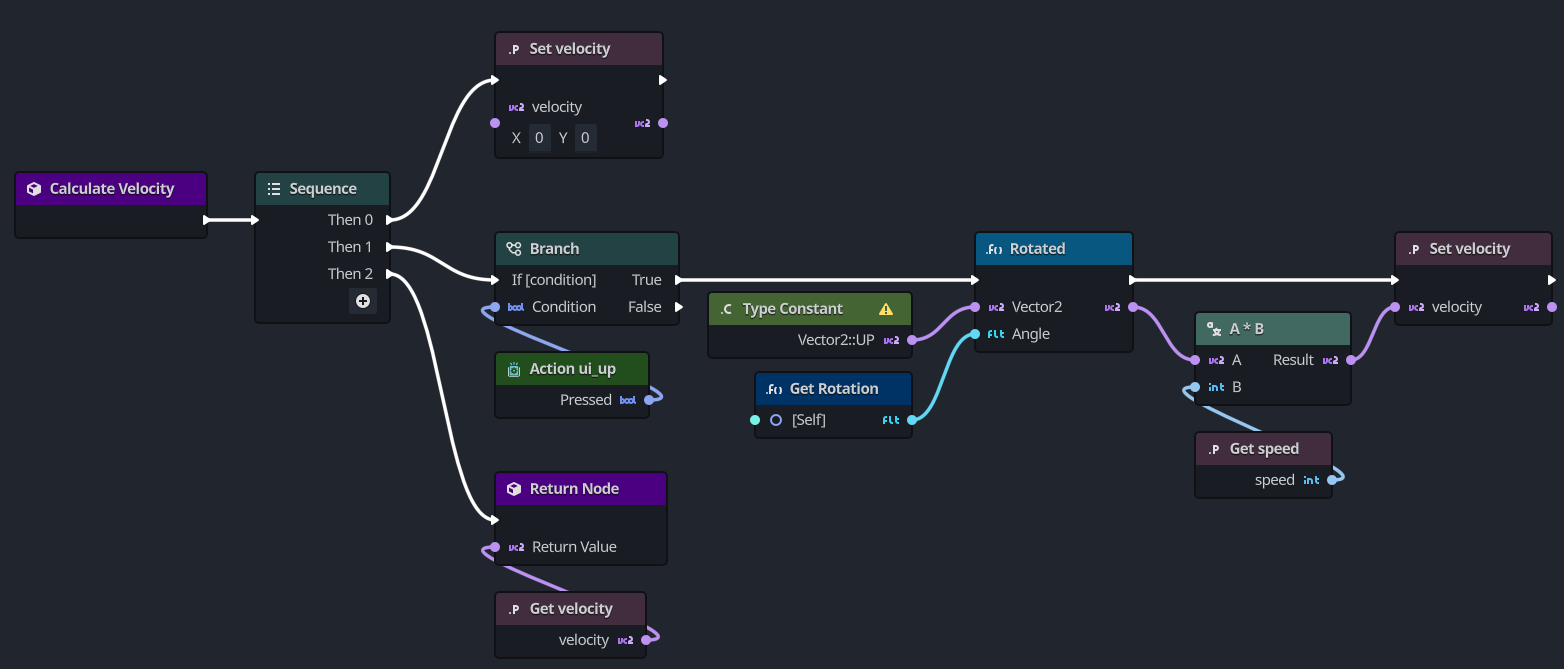 .P Set velocity
vc2 velocity
X 0 Y 0
vc2
Calculate Velocity
Sequence
Then 0
Then 1
Then 2
Branch
If [condition] True
bool Condition False
Action ui_up
Pressed bool
.C Type Constant
Vector2::UP vc2
.f() Get Rotation
[Self] flt
.f() Rotated
vc2 Vector2 vc2
flt Angle
A * B
vc2 A Result vc2
int B
.P Get speed
speed int
.P Set velocity
vc2 velocity vc2
Return Node
vc2 Return Value
.P Get velocity
velocity vc2